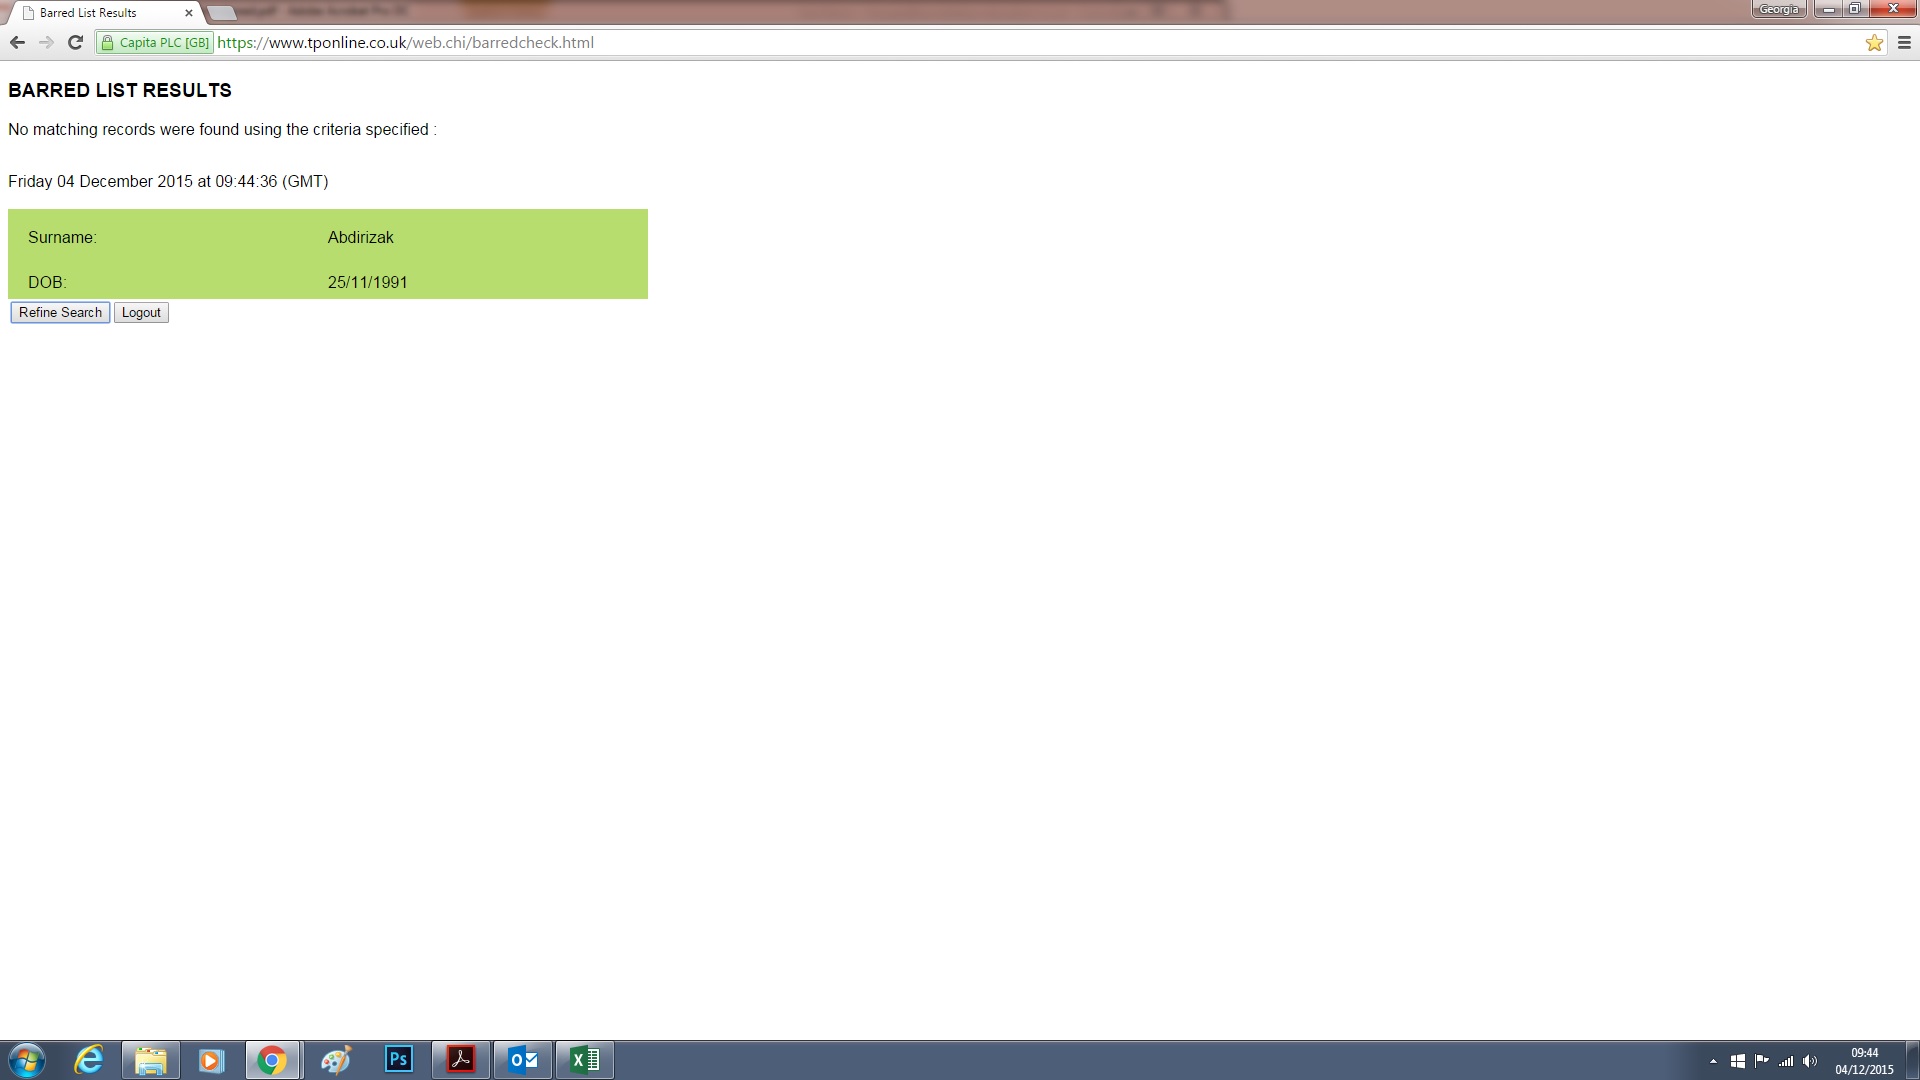 Barred List Results
Georgia
Capita PLC [GB] https://www.tponline.co.uk/web.chi/barredcheck.html
BARRED LIST RESULTS
No matching records were found using the criteria specified :
Friday 04 December 2015 at 09:44:36 (GMT)
Surname: Abdirizak
DOB: 25/11/1991
Refine Search Logout
Ps
09:44
04/12/2015